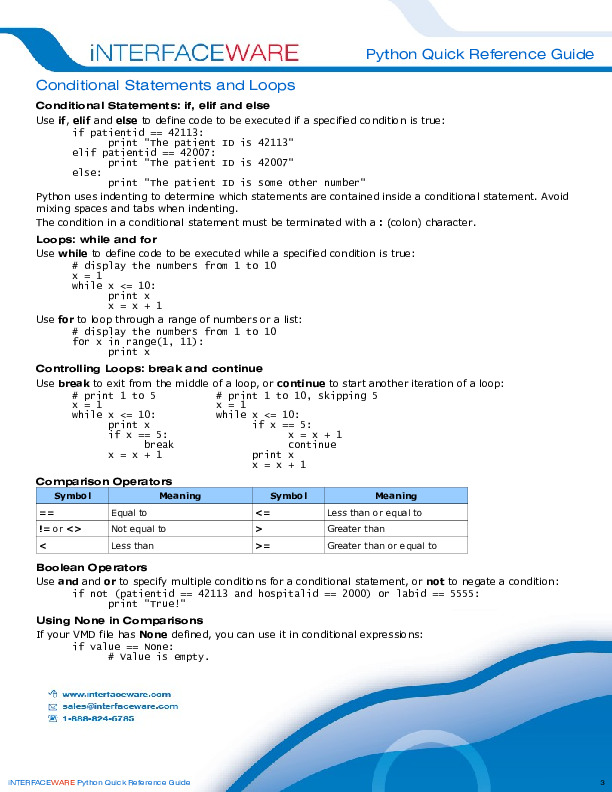 iNTERFACEWARE
Python Quick Reference Guide
Conditional Statements and Loops
Conditional Statements: if, elif and else
Use if, elif and else to define code to be executed if a specified condition is true:
if patientid == 42113:
print "The patient ID is 42113"
elif patientid == 42007:
print "The patient ID is 42007"
else:
print "The patient ID is some other number"
Python uses indenting to determine which statements are contained inside a conditional statement. Avoid
mixing spaces and tabs when indenting.
The condition in a conditional statement must be terminated with a : (colon) character.
Loops: while and for
Use while to define code to be executed while a specified condition is true:
# display the numbers from 1 to 10
x = 1
while x <= 10:
print x
x = x + 1
Use for to loop through a range of numbers or a list:
# display the numbers from 1 to 10
for x in range(1, 11):
print x
Controlling Loops: break and continue
Use break to exit from the middle of a loop, or continue to start another iteration of a loop:
# print 1 to 5
x = 1
while x <= 10:
print x
if x == 5:
break
x = x + 1
# print 1 to 10, skipping 5
x = 1
while x <= 10:
if x == 5:
x = x + 1
continue
print x
x = x + 1
Comparison Operators
Symbol Meaning Symbol Meaning
== Equal to <= Less than or equal to
!= or <> Not equal to > Greater than
< Less than >= Greater than or equal to
Boolean Operators
Use and and or to specify multiple conditions for a conditional statement, or not to negate a condition:
if not (patientid == 42113 and hospitalid == 2000) or labid == 5555:
print "True!"
Using None in Comparisons
If your VMD file has None defined, you can use it in conditional expressions:
if value == None:
# Value is empty.
www.interfaceware.com
sales@interfaceware.com
1-888-824-6785
iNTERFACEWARE Python Quick Reference Guide
3